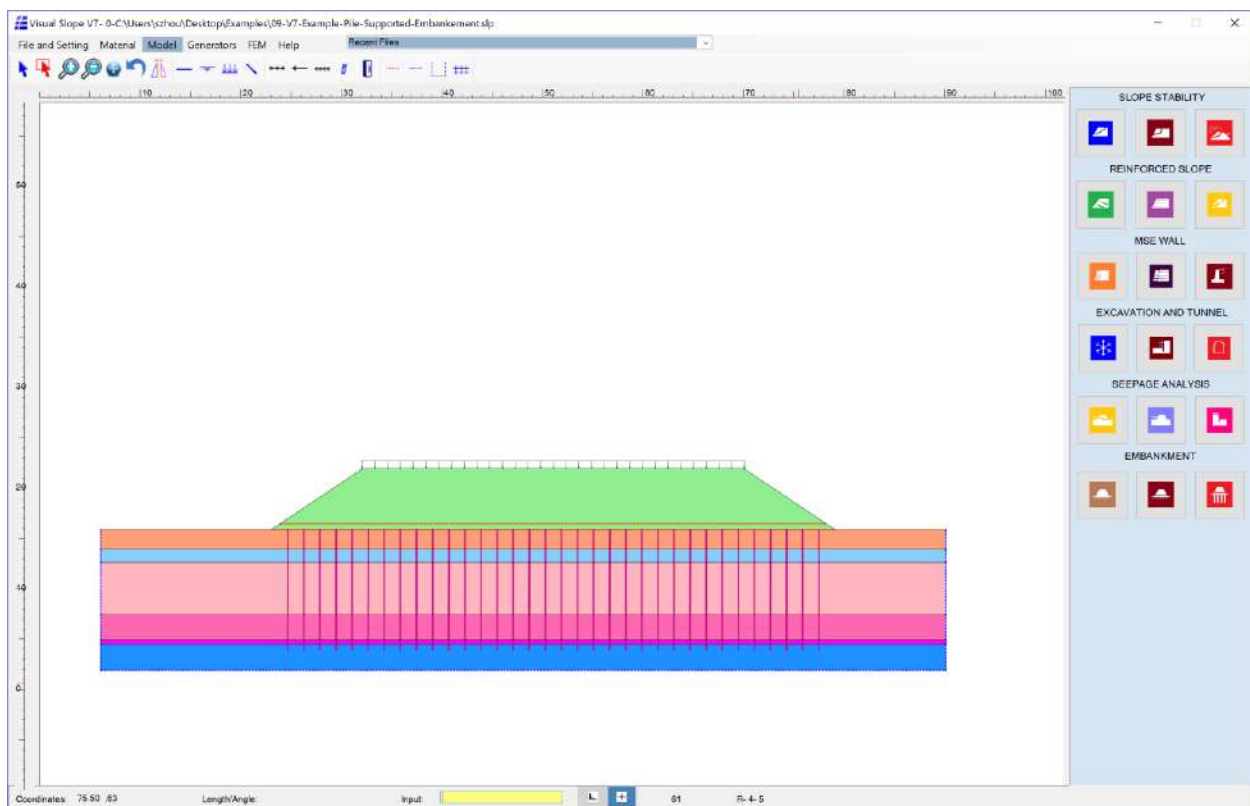 Visual Slope V7- 0-C:\Users\szhou\Desktop\Examples\09-V7-Example-Pile-Supported-Embankement.slp
File and Setting Material Model Generators FEM Help Recent Files
|10 |20 |30 |40 |50 |60 |70 |80 |90 |100
50
40
30
20
10
0
SLOPE STABILITY
REINFORCED SLOPE
MSE WALL
EXCAVATION AND TUNNEL
SEEPAGE ANALYSIS
EMBANKMENT
Coordinates: 75.50 .63 Length/Angle: Input: 61 R- 4- 5